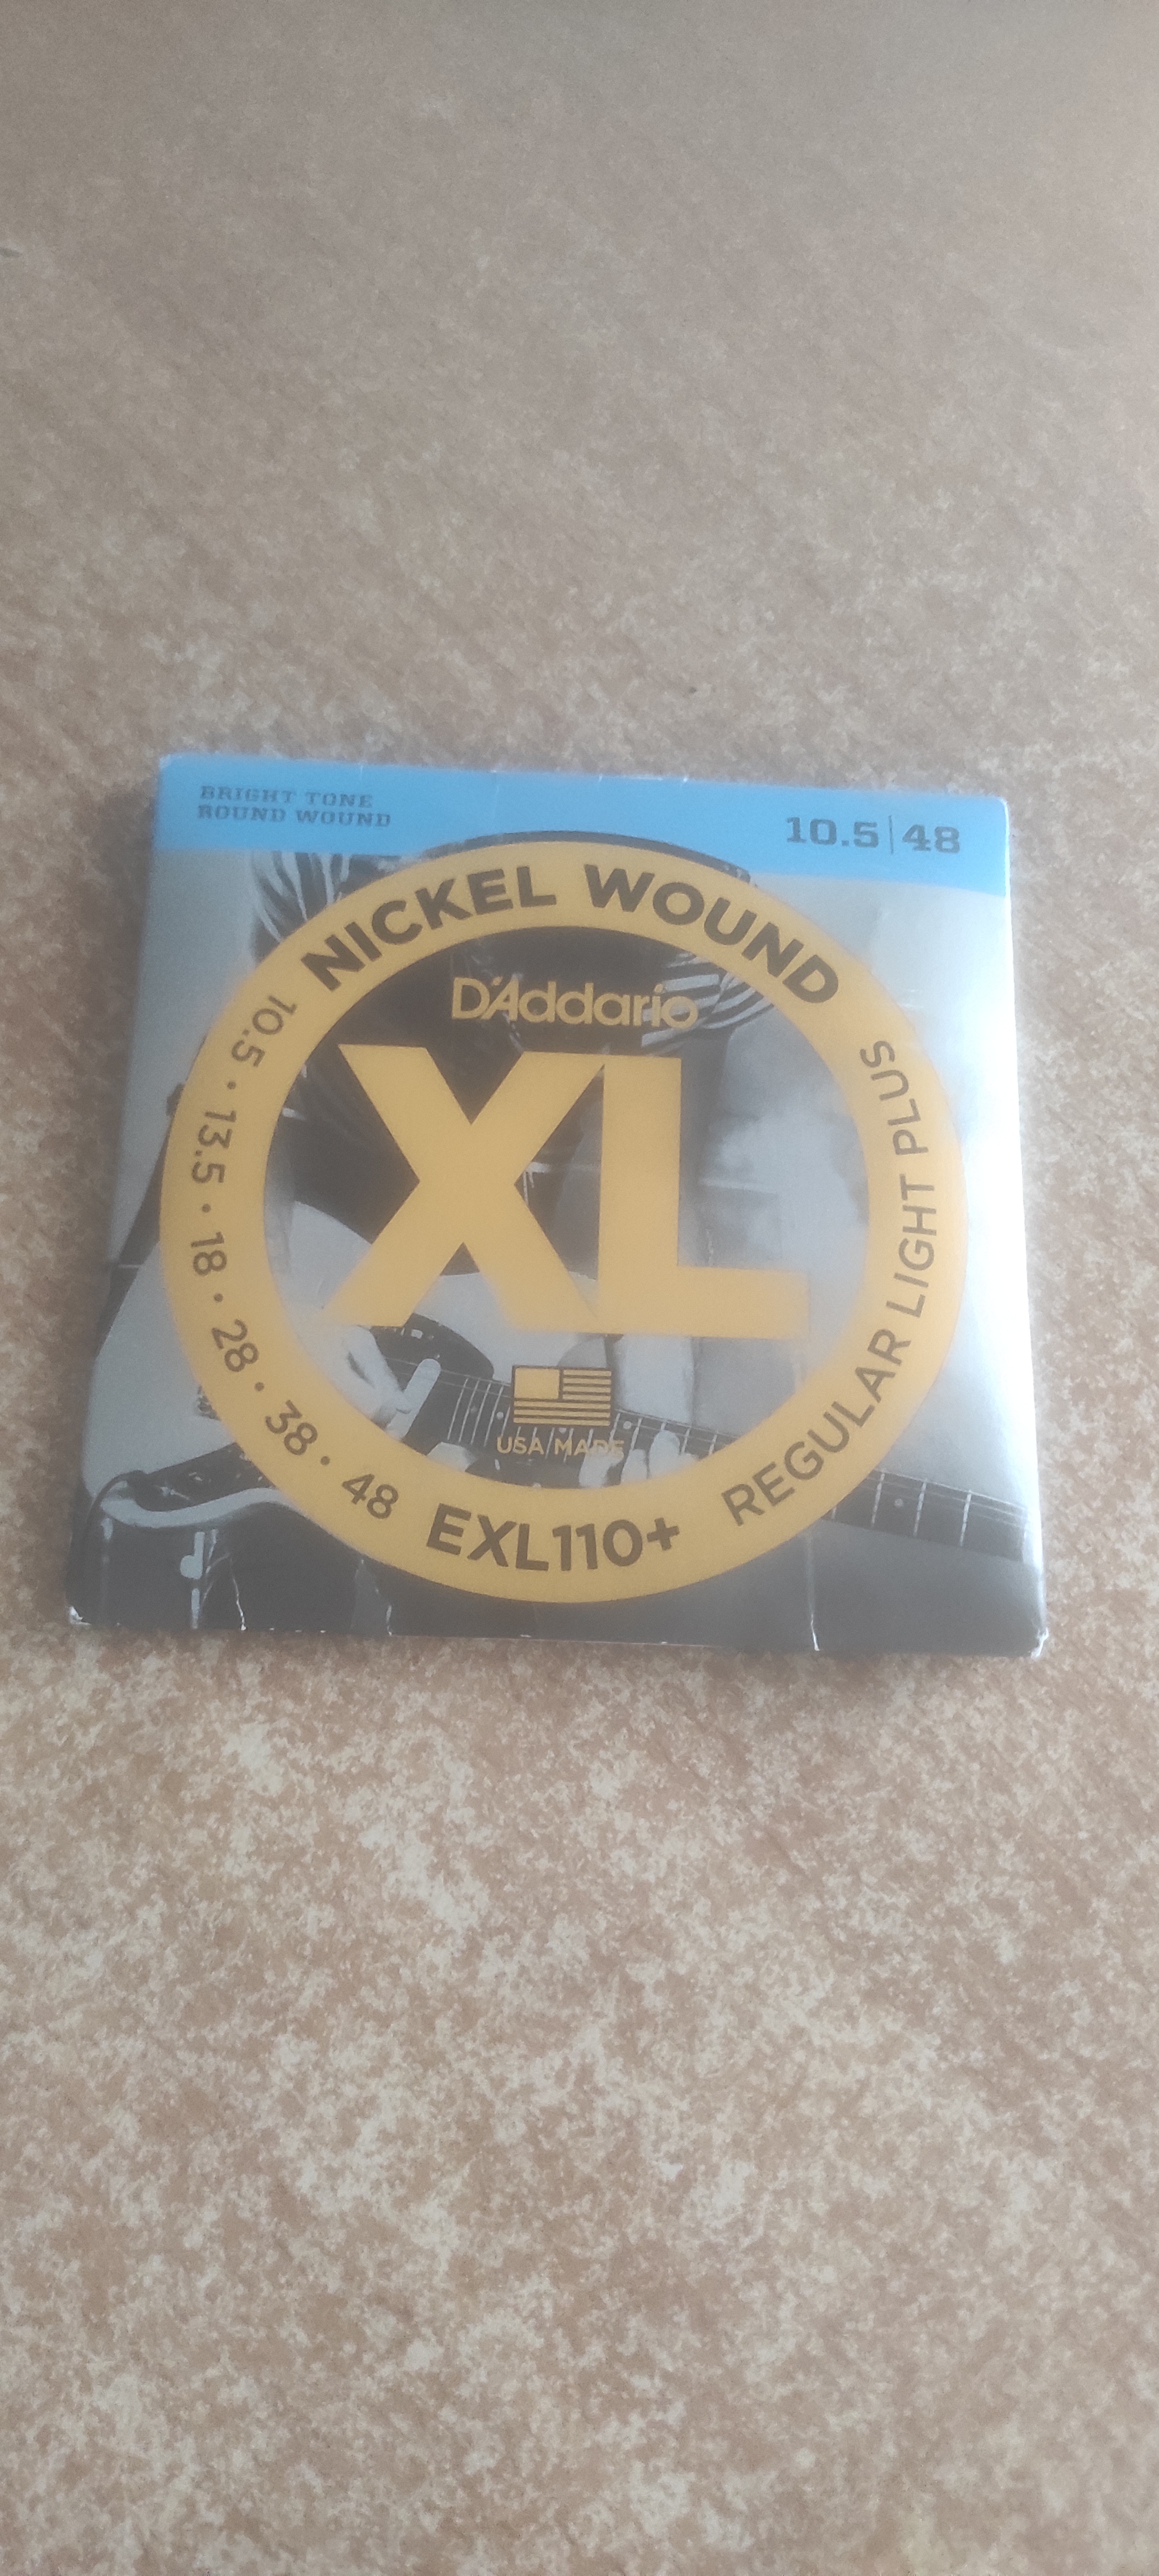 BRIGHT TONE
ROUND WOUND
10.5|48
NICKEL WOUND
D'Addario
XL
USA MADE
10.5 • 13.5 • 18 • 28 • 38 • 48
EXL110+
REGULAR LIGHT PLUS